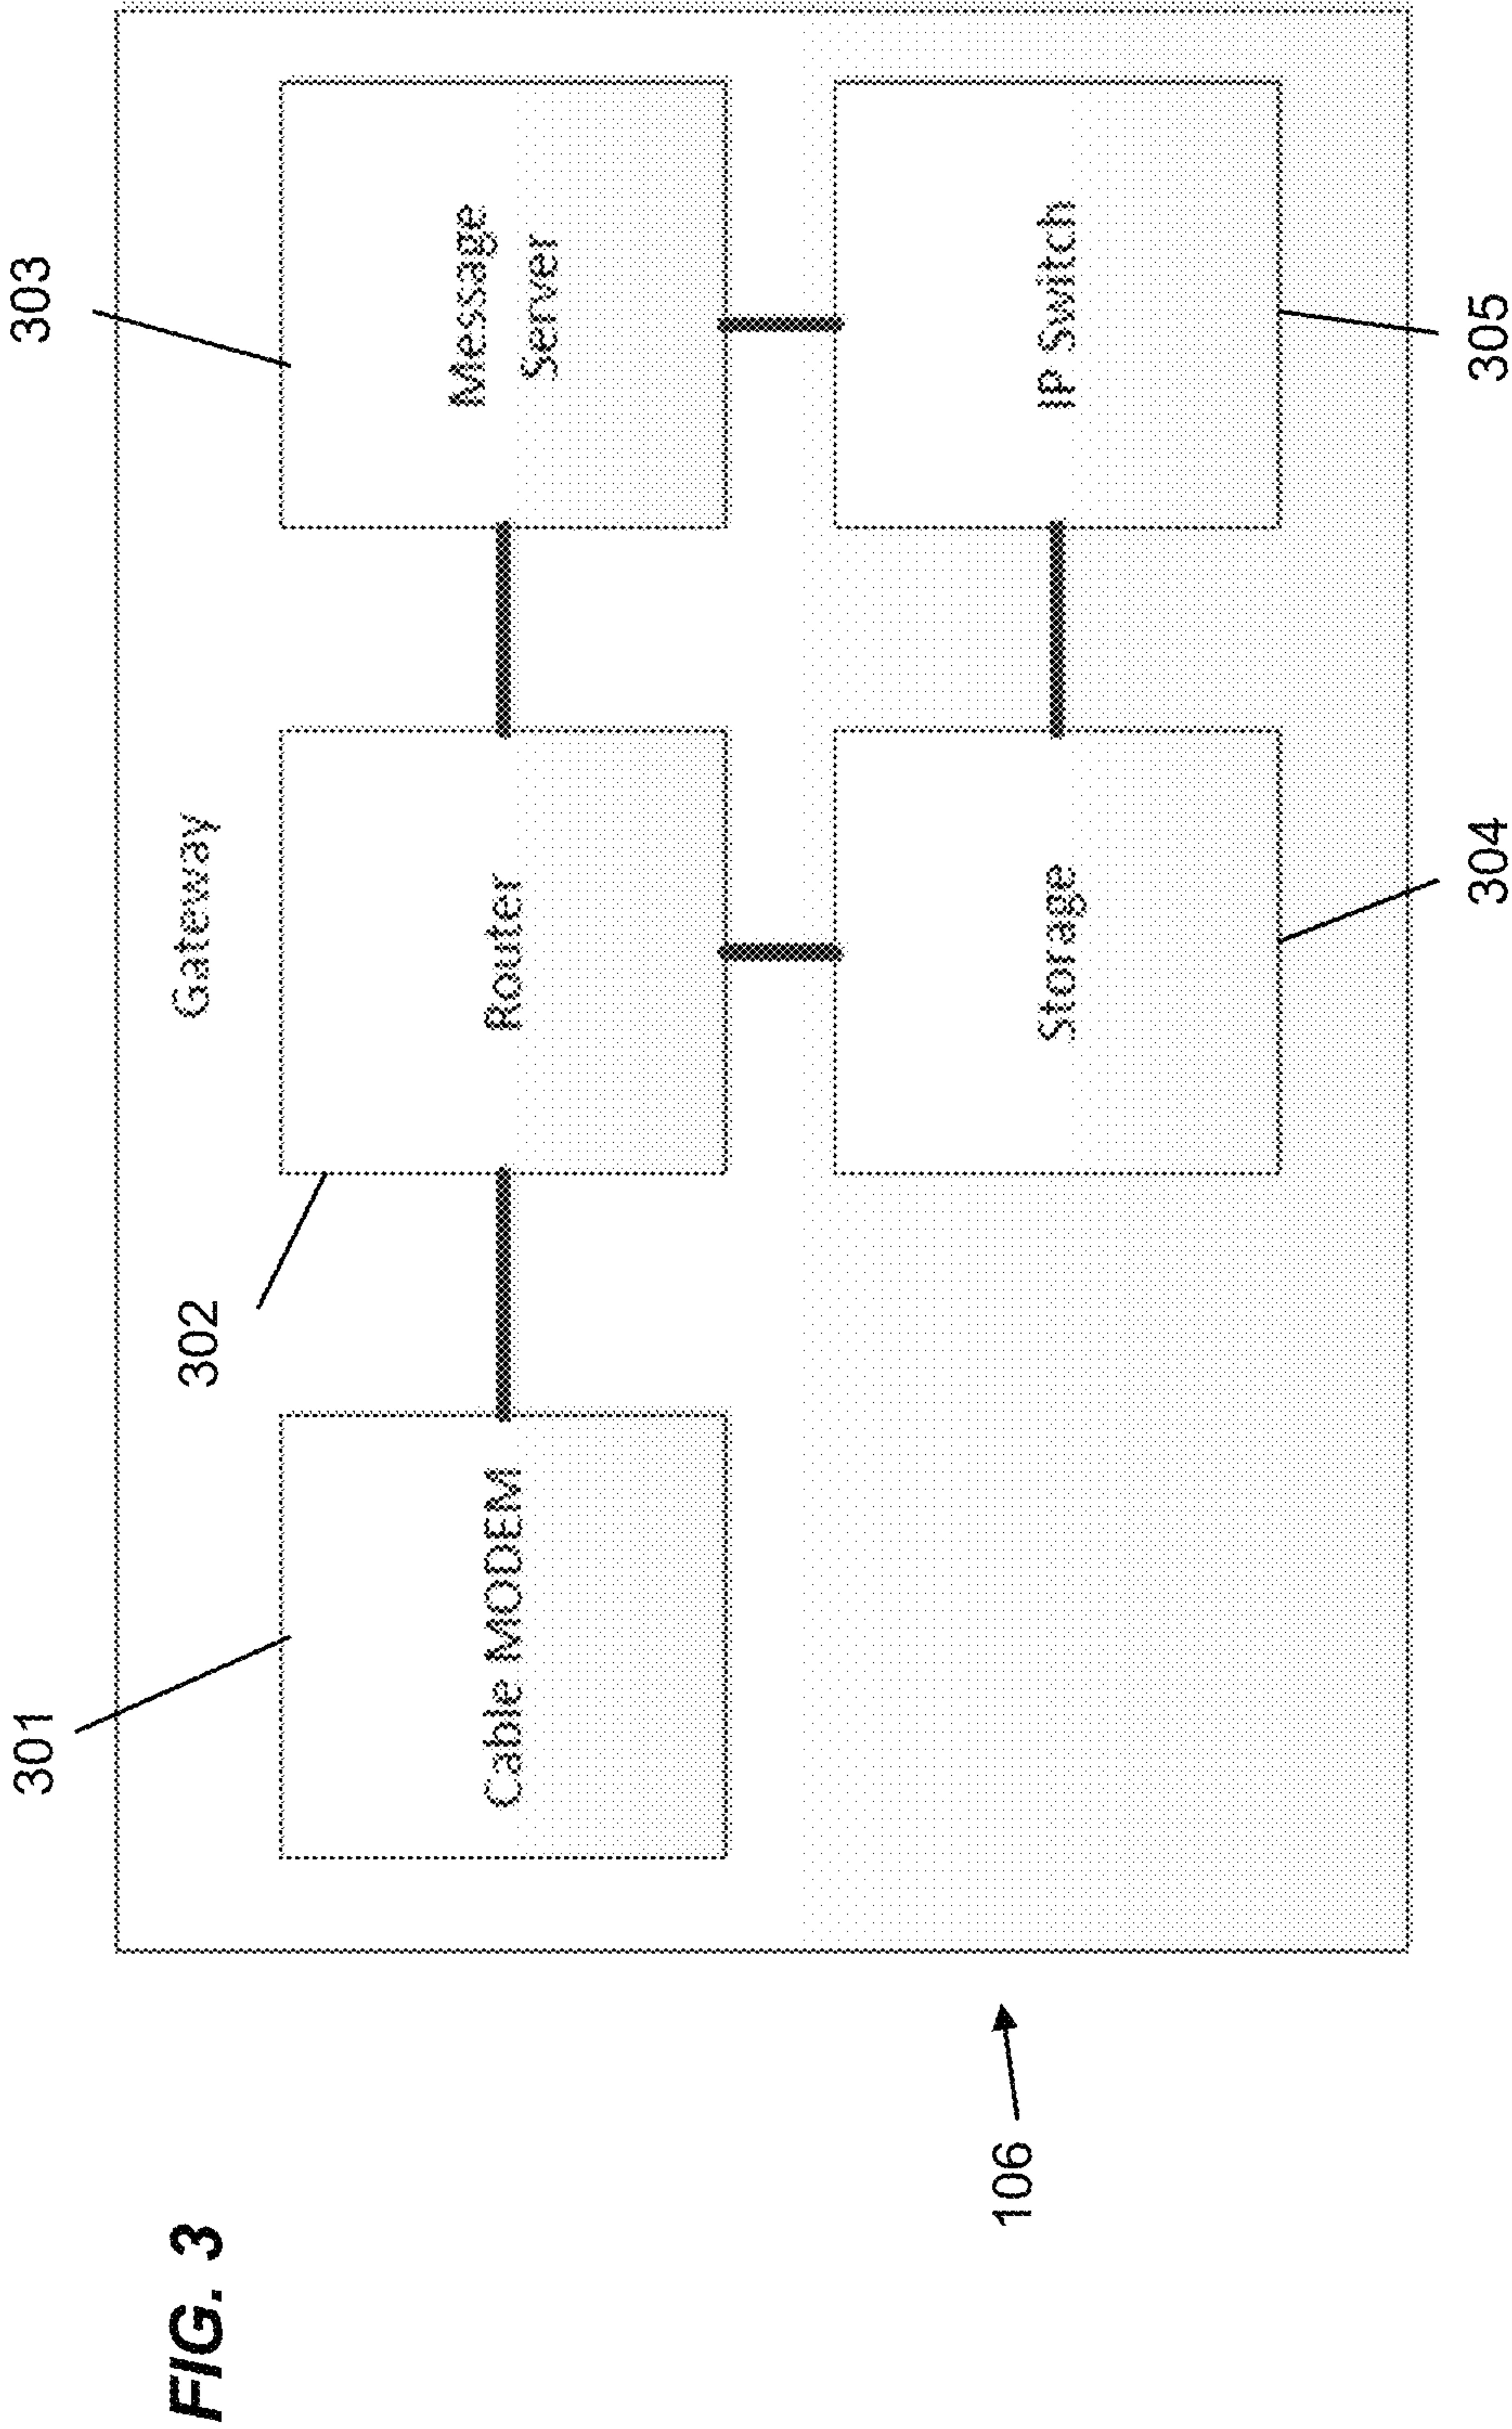 FIG. 3
106
Gateway
301
Cable MODEM
302
Router
303
Message
Server
Storage
304
IP Switch
305